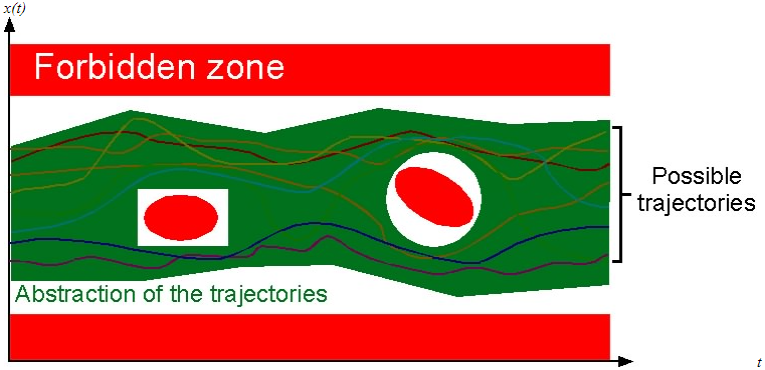 x(t)
Forbidden zone
Possible
trajectories
Abstraction of the trajectories
t